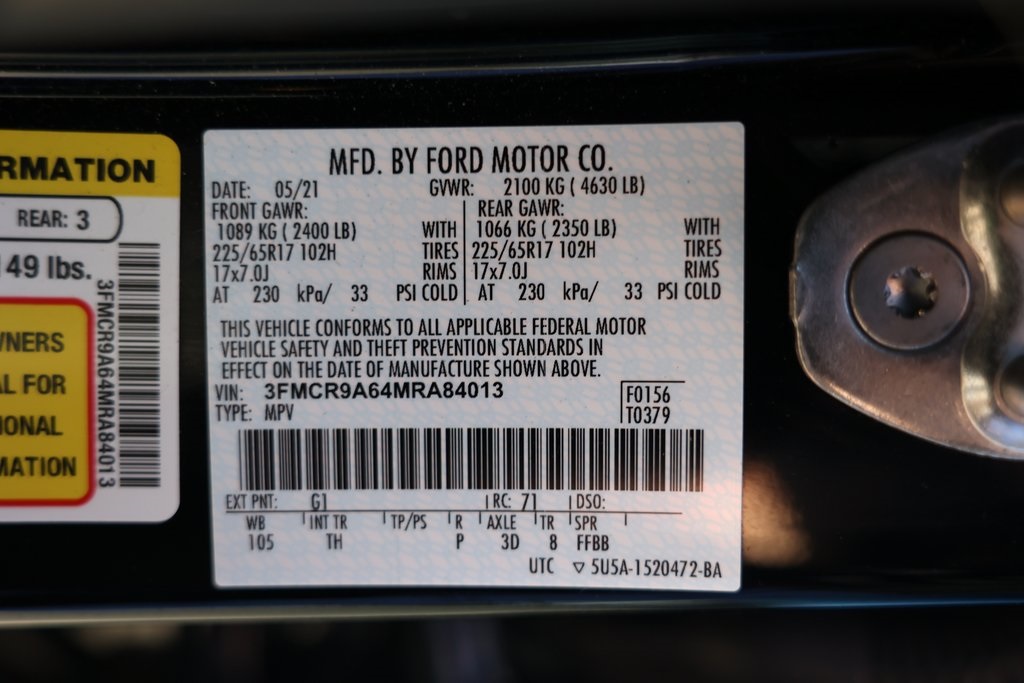 RMATION
REAR: 3
149 lbs.
WNERS
AL FOR
IONAL
MATION
3FMCR9A64MRA84013
MFD. BY FORD MOTOR CO.
DATE: 05/21 GVWR: 2100 KG ( 4630 LB)
FRONT GAWR: REAR GAWR:
1089 KG ( 2400 LB) WITH 1066 KG ( 2350 LB) WITH
225/65R17 102H TIRES 225/65R17 102H TIRES
17x7.0J RIMS 17x7.0J RIMS
AT 230 kPa/ 33 PSI COLD AT 230 kPa/ 33 PSI COLD
THIS VEHICLE CONFORMS TO ALL APPLICABLE FEDERAL MOTOR
VEHICLE SAFETY AND THEFT PREVENTION STANDARDS IN
EFFECT ON THE DATE OF MANUFACTURE SHOWN ABOVE.
VIN: 3FMCR9A64MRA84013 F0156
TYPE: MPV T0379
EXT PNT: G1 RC: 71 DSO:
WB INT TR TP/PS R AXLE TR SPR
105 TH P 3D 8 FFBB
UTC ▽ 5U5A-1520472-BA